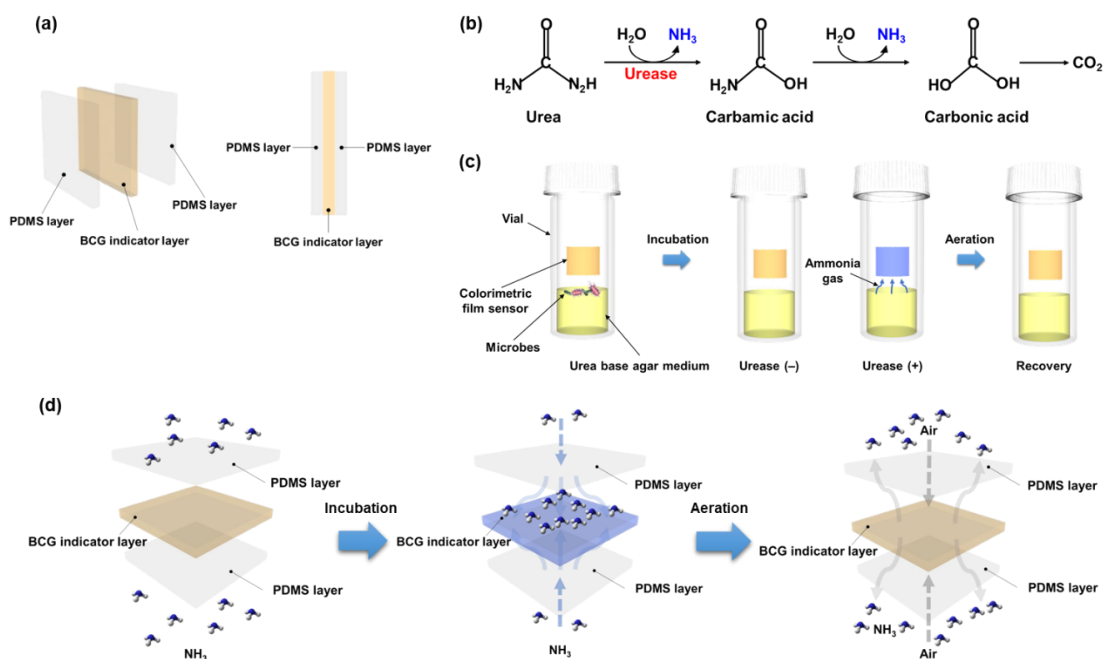 (a)
PDMS layer
BCG indicator layer
PDMS layer
PDMS layer
PDMS layer
BCG indicator layer
(b)
O
C
H₂N
N₂H
Urea
H₂O
NH₃
Urease
O
C
H₂N
OH
Carbamic acid
H₂O
NH₃
O
C
HO
OH
Carbonic acid
CO₂
(c)
Vial
Colorimetric
film sensor
Microbes
Urea base agar medium
Incubation
Urease (–)
Ammonia
gas
Urease (+)
Aeration
Recovery
(d)
PDMS layer
BCG indicator layer
PDMS layer
NH₃
Incubation
PDMS layer
BCG indicator layer
PDMS layer
NH₃
Aeration
Air
PDMS layer
BCG indicator layer
PDMS layer
NH₃
Air